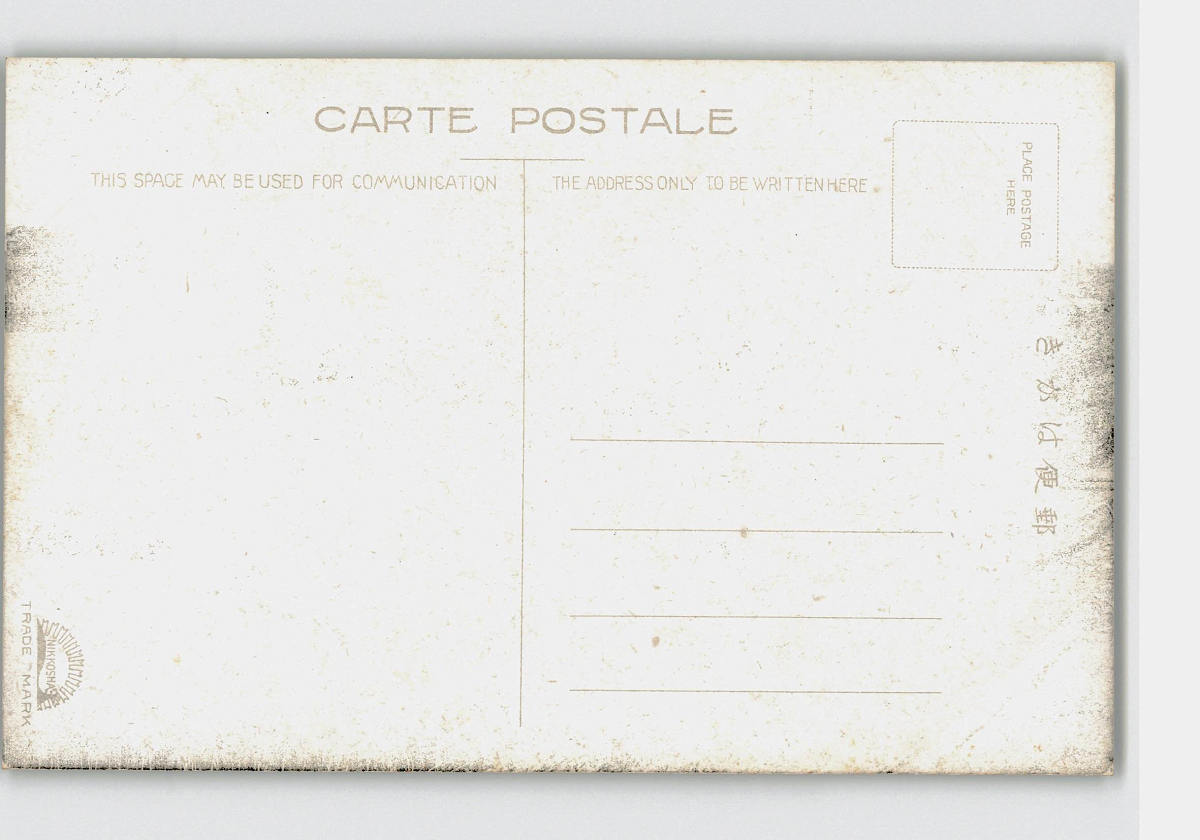 CARTE POSTALE
THIS SPACE MAY BE USED FOR COMMUNICATION
THE ADDRESS ONLY TO BE WRITTEN HERE
PLACE POSTAGE
HERE
きがは便郵
NIKKOSHA
TRADE MARK